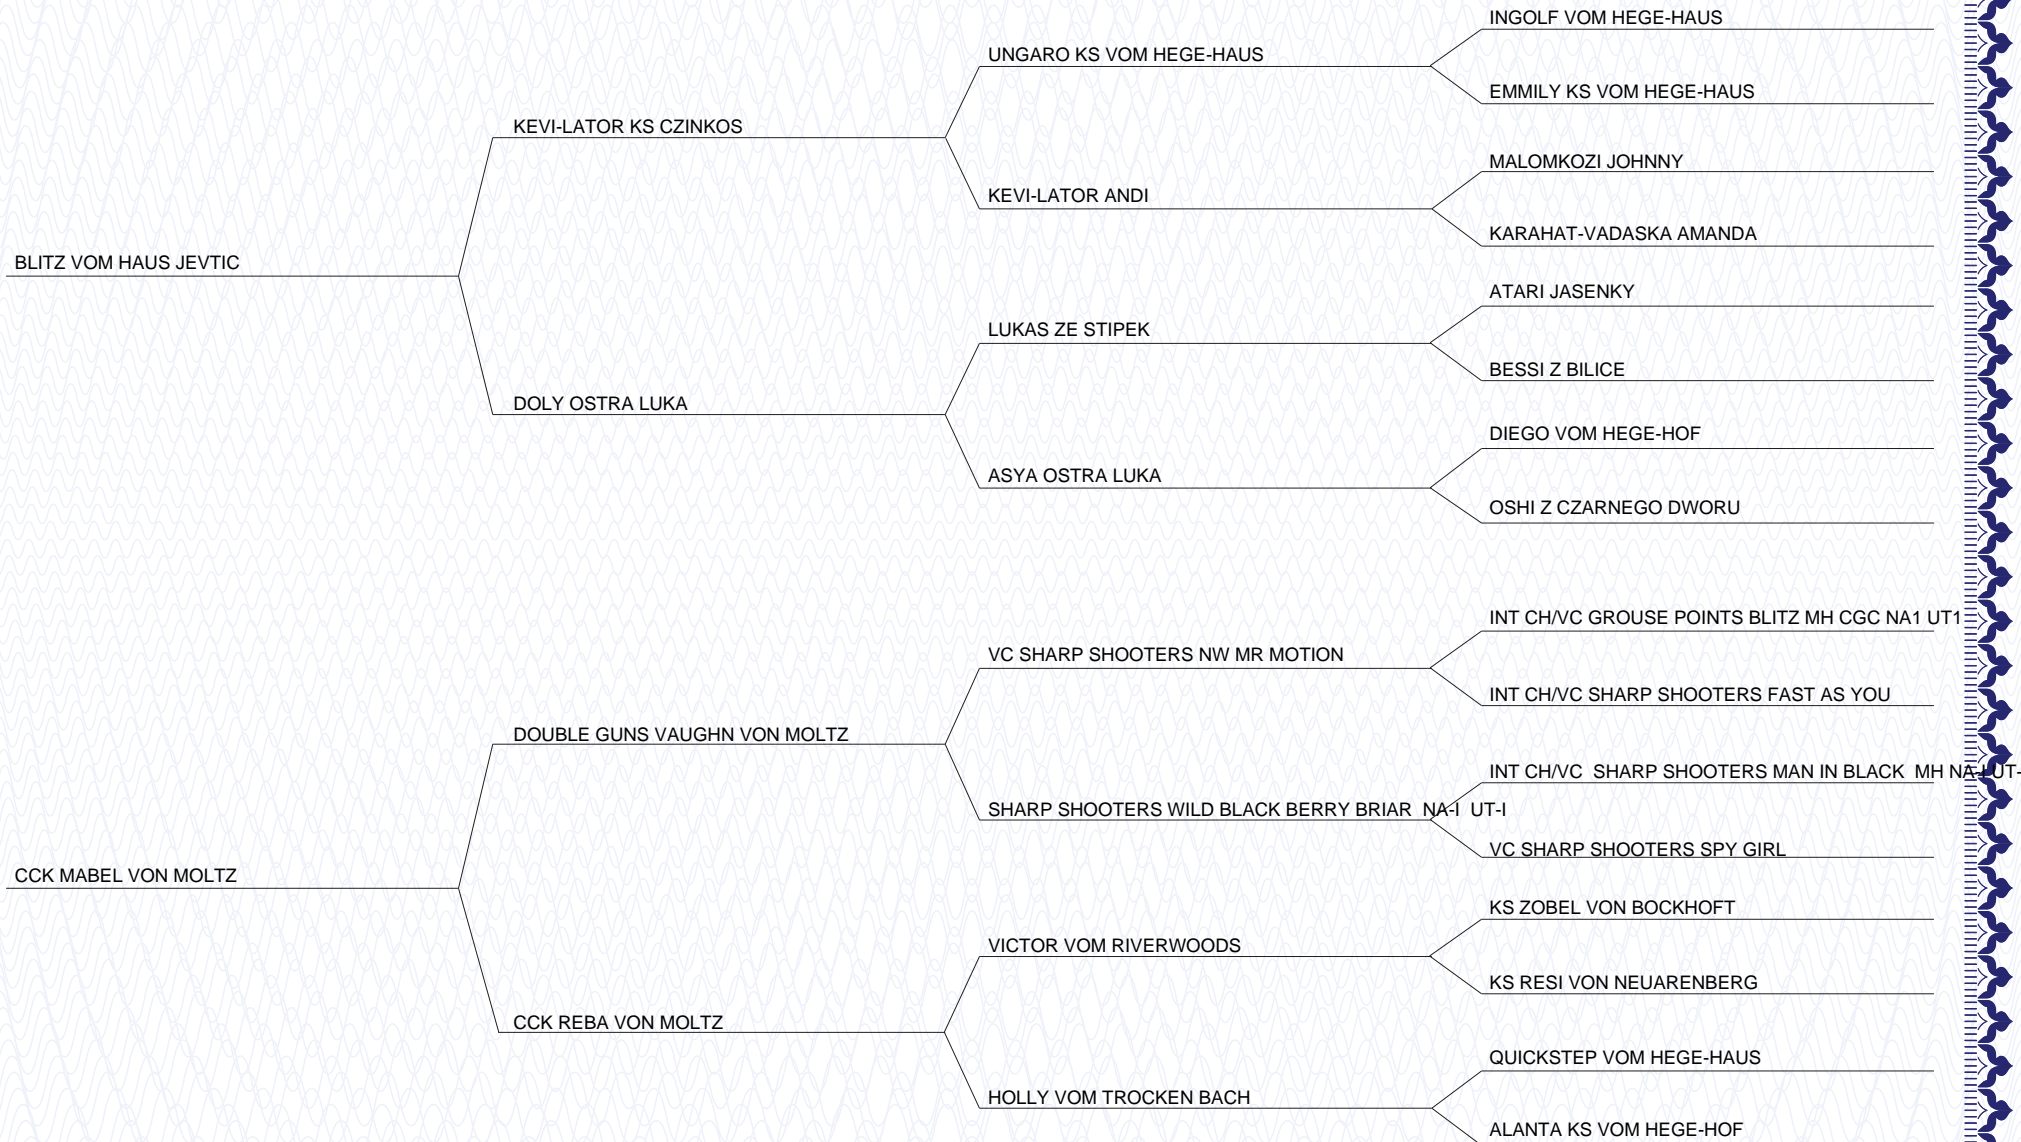 INGOLF VOM HEGE-HAUS
UNGARO KS VOM HEGE-HAUS
EMMILY KS VOM HEGE-HAUS
KEVI-LATOR KS CZINKOS
MALOMKOZI JOHNNY
KEVI-LATOR ANDI
KARAHAT-VADASKA AMANDA
BLITZ VOM HAUS JEVTIC
ATARI JASENKY
LUKAS ZE STIPEK
BESSI Z BILICE
DOLY OSTRA LUKA
DIEGO VOM HEGE-HOF
ASYA OSTRA LUKA
OSHI Z CZARNEGO DWORU
INT CH/VC GROUSE POINTS BLITZ MH CGC NA1 UT1
VC SHARP SHOOTERS NW MR MOTION
INT CH/VC SHARP SHOOTERS FAST AS YOU
DOUBLE GUNS VAUGHN VON MOLTZ
INT CH/VC  SHARP SHOOTERS MAN IN BLACK  MH NA-I UT-
SHARP SHOOTERS WILD BLACK BERRY BRIAR  NA-I  UT-I
VC SHARP SHOOTERS SPY GIRL
CCK MABEL VON MOLTZ
KS ZOBEL VON BOCKHOFT
VICTOR VOM RIVERWOODS
KS RESI VON NEUARENBERG
CCK REBA VON MOLTZ
QUICKSTEP VOM HEGE-HAUS
HOLLY VOM TROCKEN BACH
ALANTA KS VOM HEGE-HOF